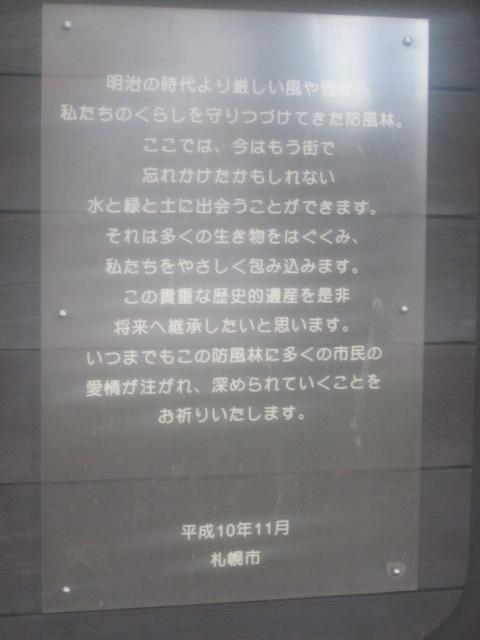 明治の時代より厳しい風や雪から
私たちのくらしを守りつづけてきた防風林。
ここでは、今はもう街で
忘れかけたかもしれない
水と緑と土に出会うことができます。
それは多くの生き物をはぐくみ、
私たちをやさしく包み込みます。
この貴重な歴史的遺産を是非
将来へ継承したいと思います。
いつまでもこの防風林に多くの市民の
愛情が注がれ、深められていくことを
お祈りいたします。
平成10年11月
札幌市